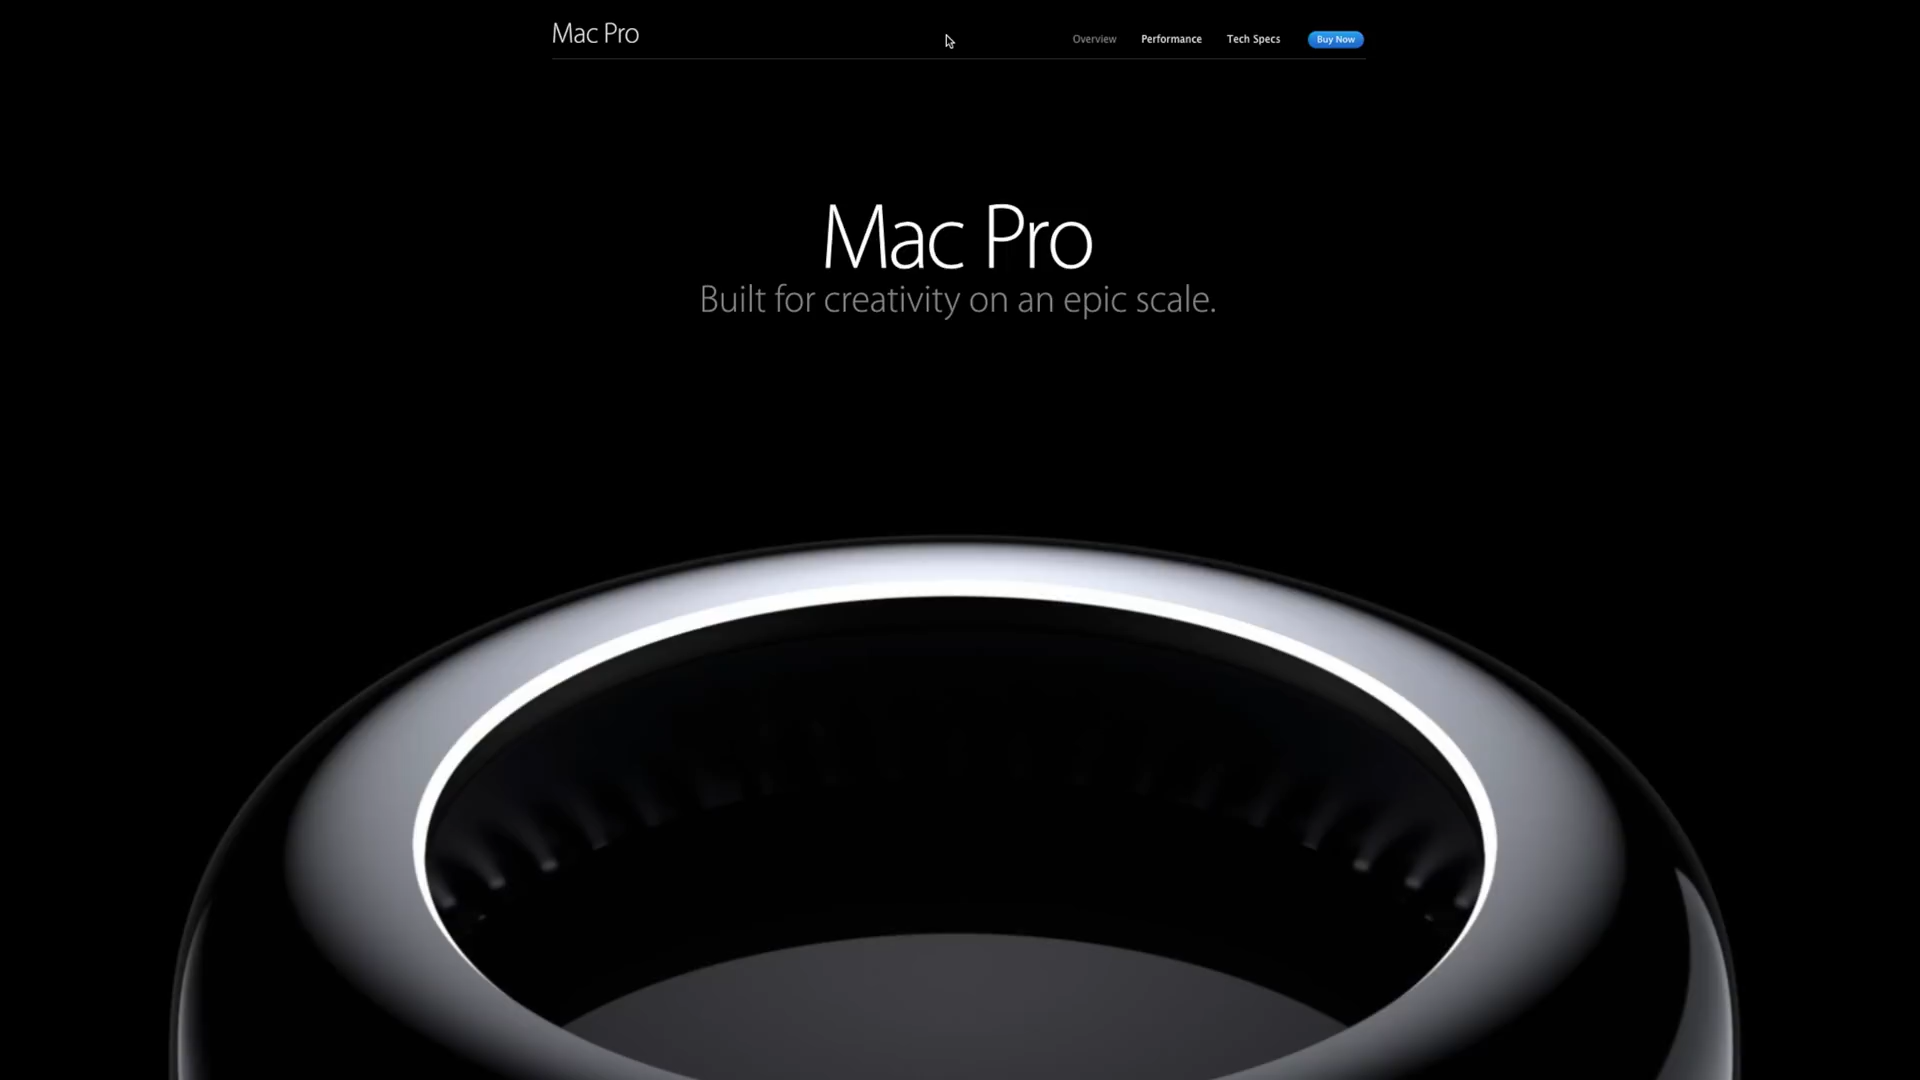 Mac Pro
Overview Performance Tech Specs Buy Now
Mac Pro
Built for creativity on an epic scale.